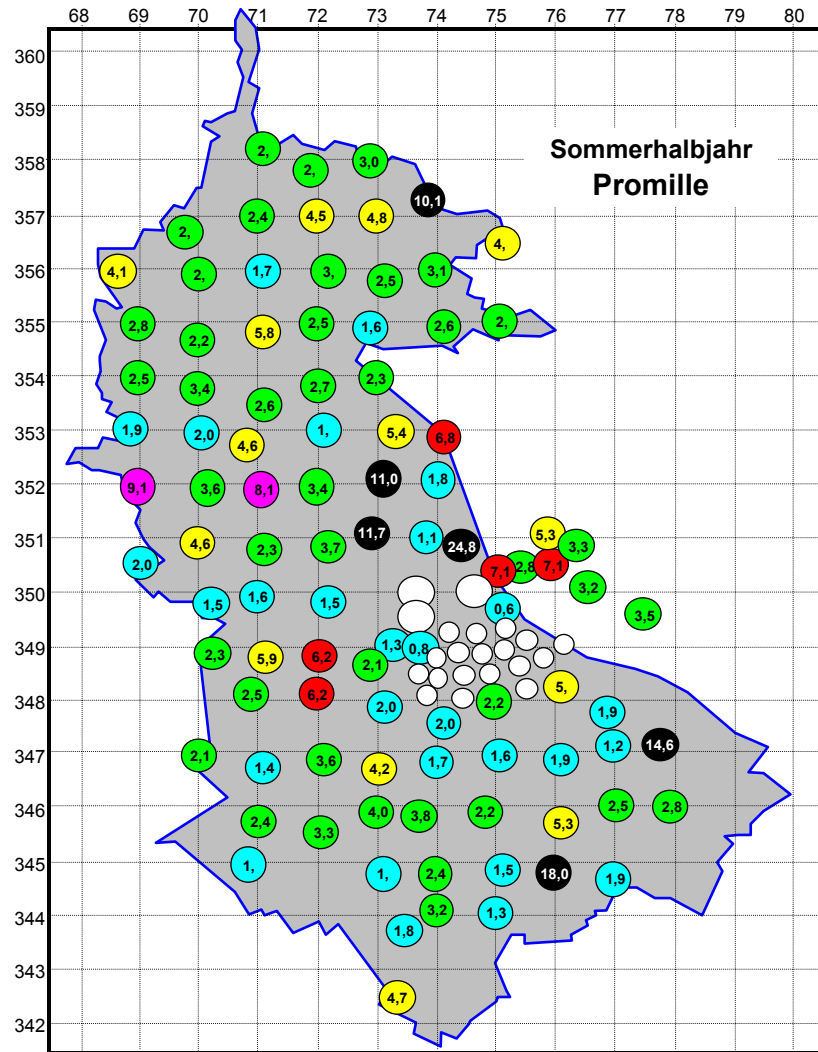 68 69 70 71 72 73 74 75 76 77 78 79 80
360
359
Sommerhalbjahr
Promille
358 2, 2, 3,0
10,1
357 2, 2,4 4,5 4,8 4,
356 4,1 2, 1,7 3, 2,5 3,1
355 2,8 2,2 5,8 2,5 1,6 2,6 2,
354 2,5 3,4 2,6 2,7 2,3
353 1,9 2,0 4,6 1, 5,4 6,8
352 9,1 3,6 8,1 3,4 11,0 1,8
351 2,0 4,6 2,3 3,7 11,7 1,1 24,8 7,1 2,8 5,3 7,1 3,3
350 1,5 1,6 1,5 0,6 3,2 3,5
349 2,3 5,9 6,2 2,1 1,3 0,8
348 2,5 6,2 2,0 2,0 2,2 5, 1,9
347 2,1 1,4 3,6 4,2 1,7 1,6 1,9 1,2 14,6
346 2,4 3,3 4,0 3,8 2,2 5,3 2,5 2,8
345 1, 1, 2,4 1,5 18,0 1,9
344 1,8 3,2 1,3
343
4,7
342